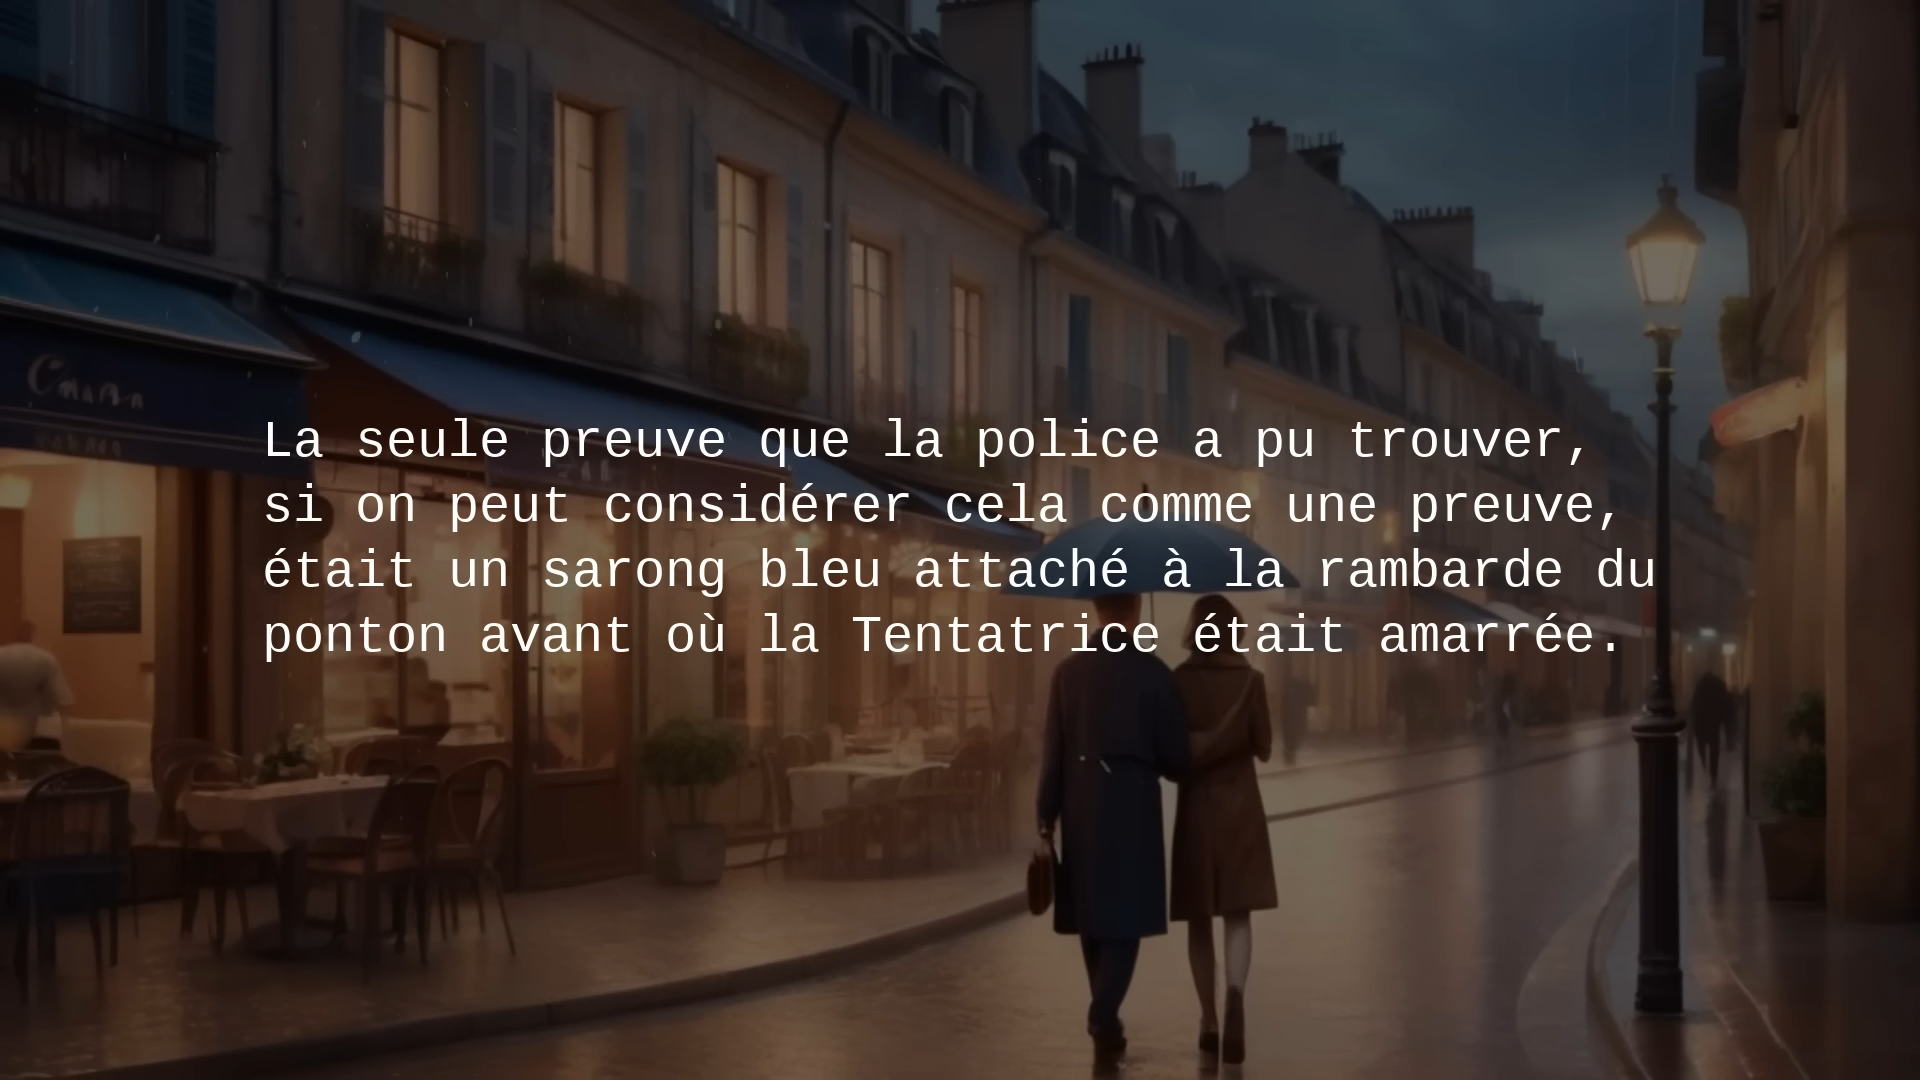 La seule preuve que la police a pu trouver,
si on peut considérer cela comme une preuve,
était un sarong bleu attaché à la rambarde du
ponton avant où la Tentatrice était amarrée.